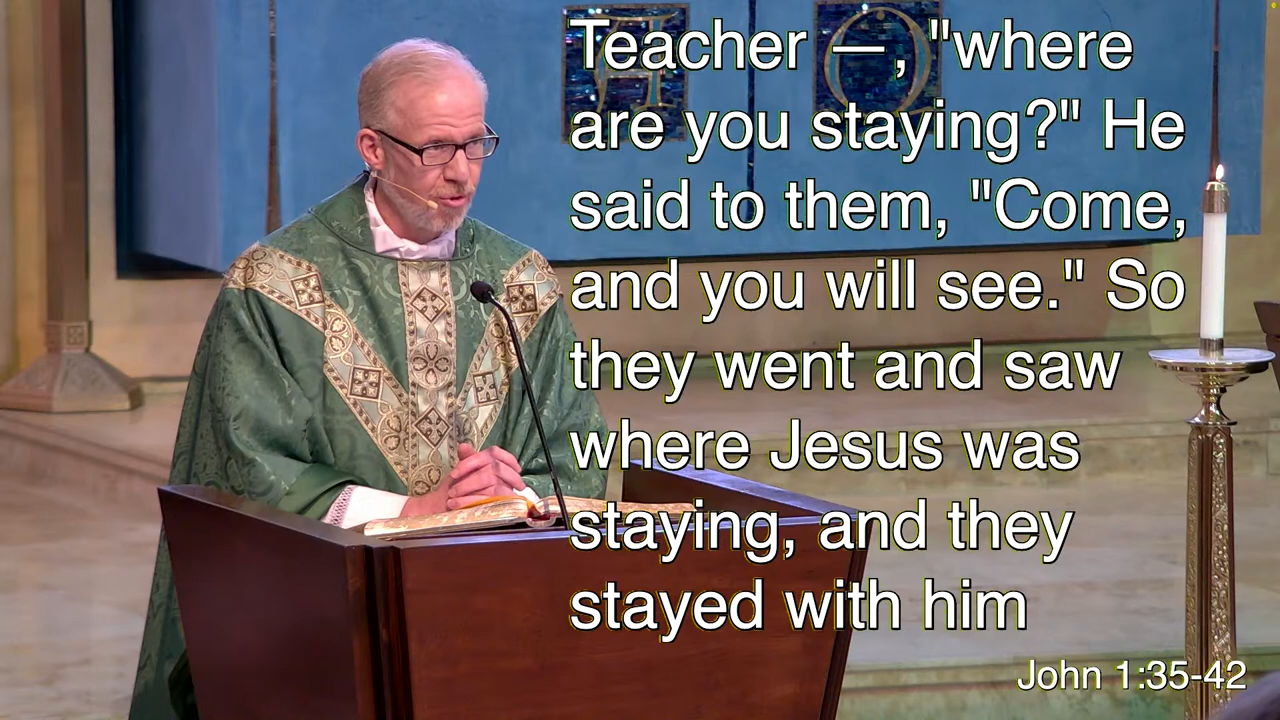 Α Ω
Teacher —, "where
are you staying?" He
said to them, "Come,
and you will see." So
they went and saw
where Jesus was
staying, and they
stayed with him
John 1:35-42